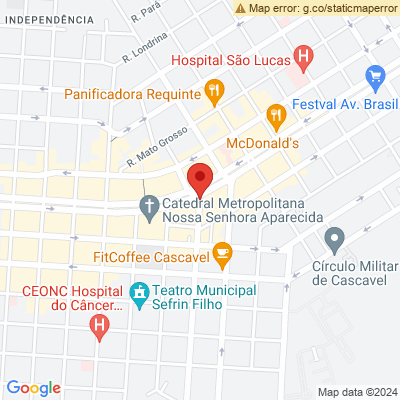 Map error: g.co/staticmaperror
R. Pará
INDEPENDÊNCIA
R. Londrina
Hospital São Lucas
H
Panificadora Requinte
Festval Av. Brasil
R. Mato Grosso
McDonald's
Catedral Metropolitana
Nossa Senhora Aparecida
FitCoffee Cascavel
Círculo Militar
de Cascavel
CEONC Hospital
do Câncer...
H
Teatro Municipal
Sefrin Filho
Google
Map data ©2024